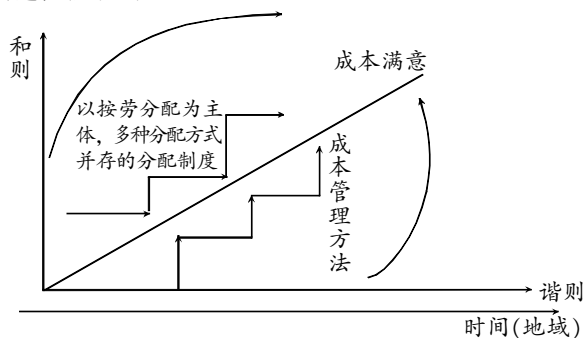 和
则
成本满意
以按劳分配为主
体，多种分配方式
并存的分配制度
成
本
管
理
方
法
谐则
时间(地域)